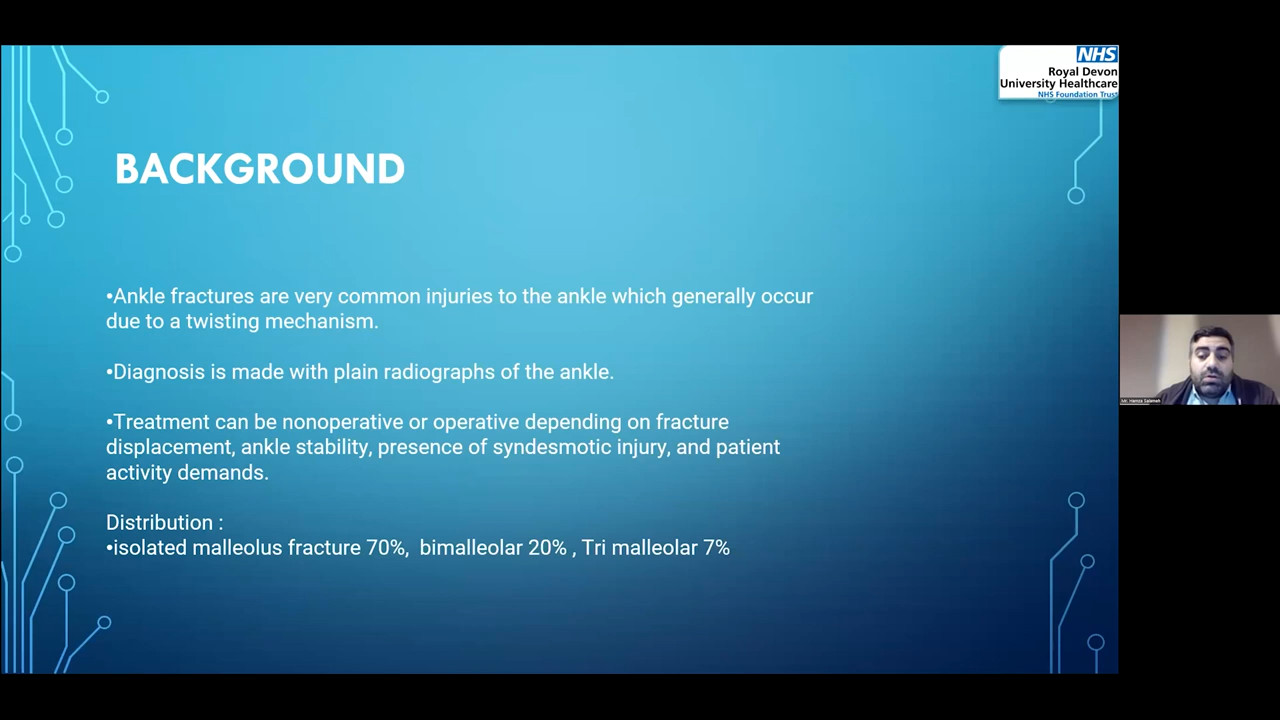 NHS
Royal Devon
University Healthcare
NHS Foundation Trust
BACKGROUND
•Ankle fractures are very common injuries to the ankle which generally occur
due to a twisting mechanism.
•Diagnosis is made with plain radiographs of the ankle.
•Treatment can be nonoperative or operative depending on fracture
displacement, ankle stability, presence of syndesmotic injury, and patient
activity demands.
Distribution :
•isolated malleolus fracture 70%,  bimalleolar 20% , Tri malleolar 7%
Mr. Hamza Salameh